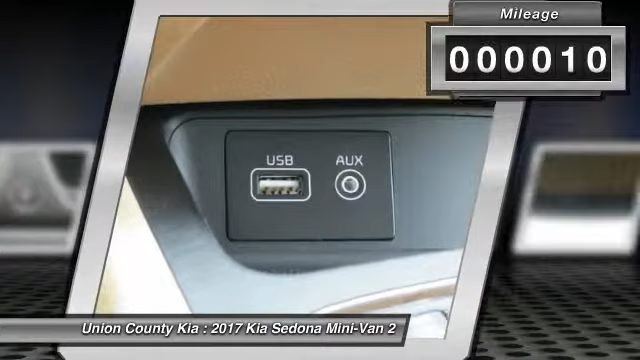 Mileage
000010
USB AUX
Union County Kia : 2017 Kia Sedona Mini-Van 2